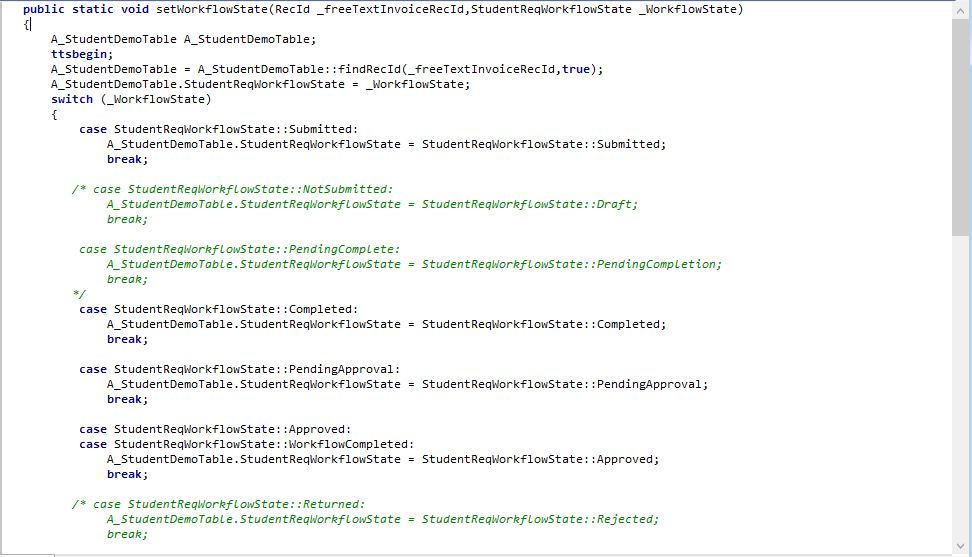 public static void setWorkflowState(RecId _freeTextInvoiceRecId,StudentReqWorkflowState _WorkflowState)
{
    A_StudentDemoTable A_StudentDemoTable;
    ttsbegin;
    A_StudentDemoTable = A_StudentDemoTable::findRecId(_freeTextInvoiceRecId,true);
    A_StudentDemoTable.StudentReqWorkflowState = _WorkflowState;
    switch (_WorkflowState)
    {
        case StudentReqWorkflowState::Submitted:
            A_StudentDemoTable.StudentReqWorkflowState = StudentReqWorkflowState::Submitted;
            break;
       /* case StudentReqWorkflowState::NotSubmitted:
            A_StudentDemoTable.StudentReqWorkflowState = StudentReqWorkflowState::Draft;
            break;
        case StudentReqWorkflowState::PendingComplete:
            A_StudentDemoTable.StudentReqWorkflowState = StudentReqWorkflowState::PendingCompletion;
            break;
       */
        case StudentReqWorkflowState::Completed:
            A_StudentDemoTable.StudentReqWorkflowState = StudentReqWorkflowState::Completed;
            break;
        case StudentReqWorkflowState::PendingApproval:
            A_StudentDemoTable.StudentReqWorkflowState = StudentReqWorkflowState::PendingApproval;
            break;
        case StudentReqWorkflowState::Approved:
        case StudentReqWorkflowState::WorkflowCompleted:
            A_StudentDemoTable.StudentReqWorkflowState = StudentReqWorkflowState::Approved;
            break;
       /* case StudentReqWorkflowState::Returned:
            A_StudentDemoTable.StudentReqWorkflowState = StudentReqWorkflowState::Rejected;
            break;